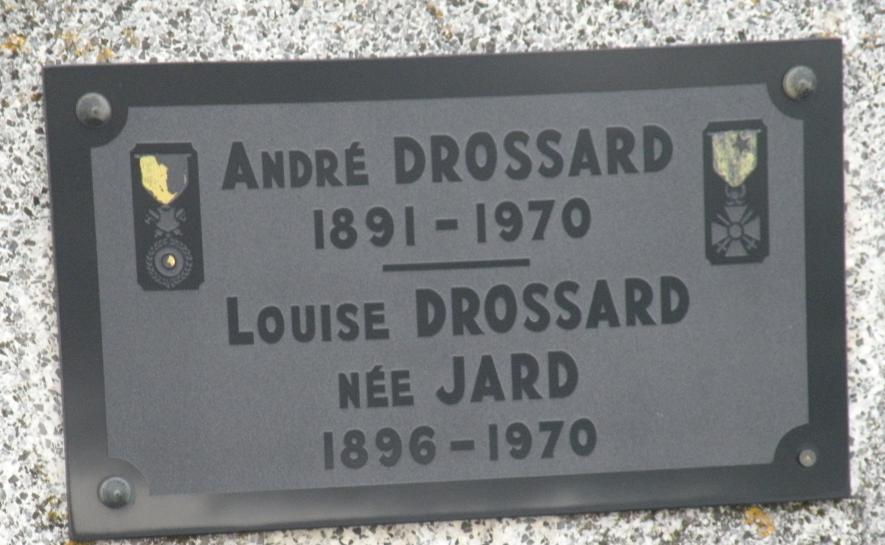 ANDRÉ DROSSARD
1891 - 1970
LOUISE DROSSARD
NÉE JARD
1896 - 1970